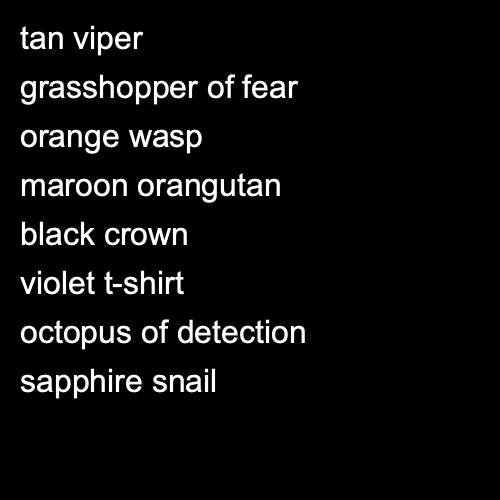 tan viper
grasshopper of fear
orange wasp
maroon orangutan
black crown
violet t-shirt
octopus of detection
sapphire snail